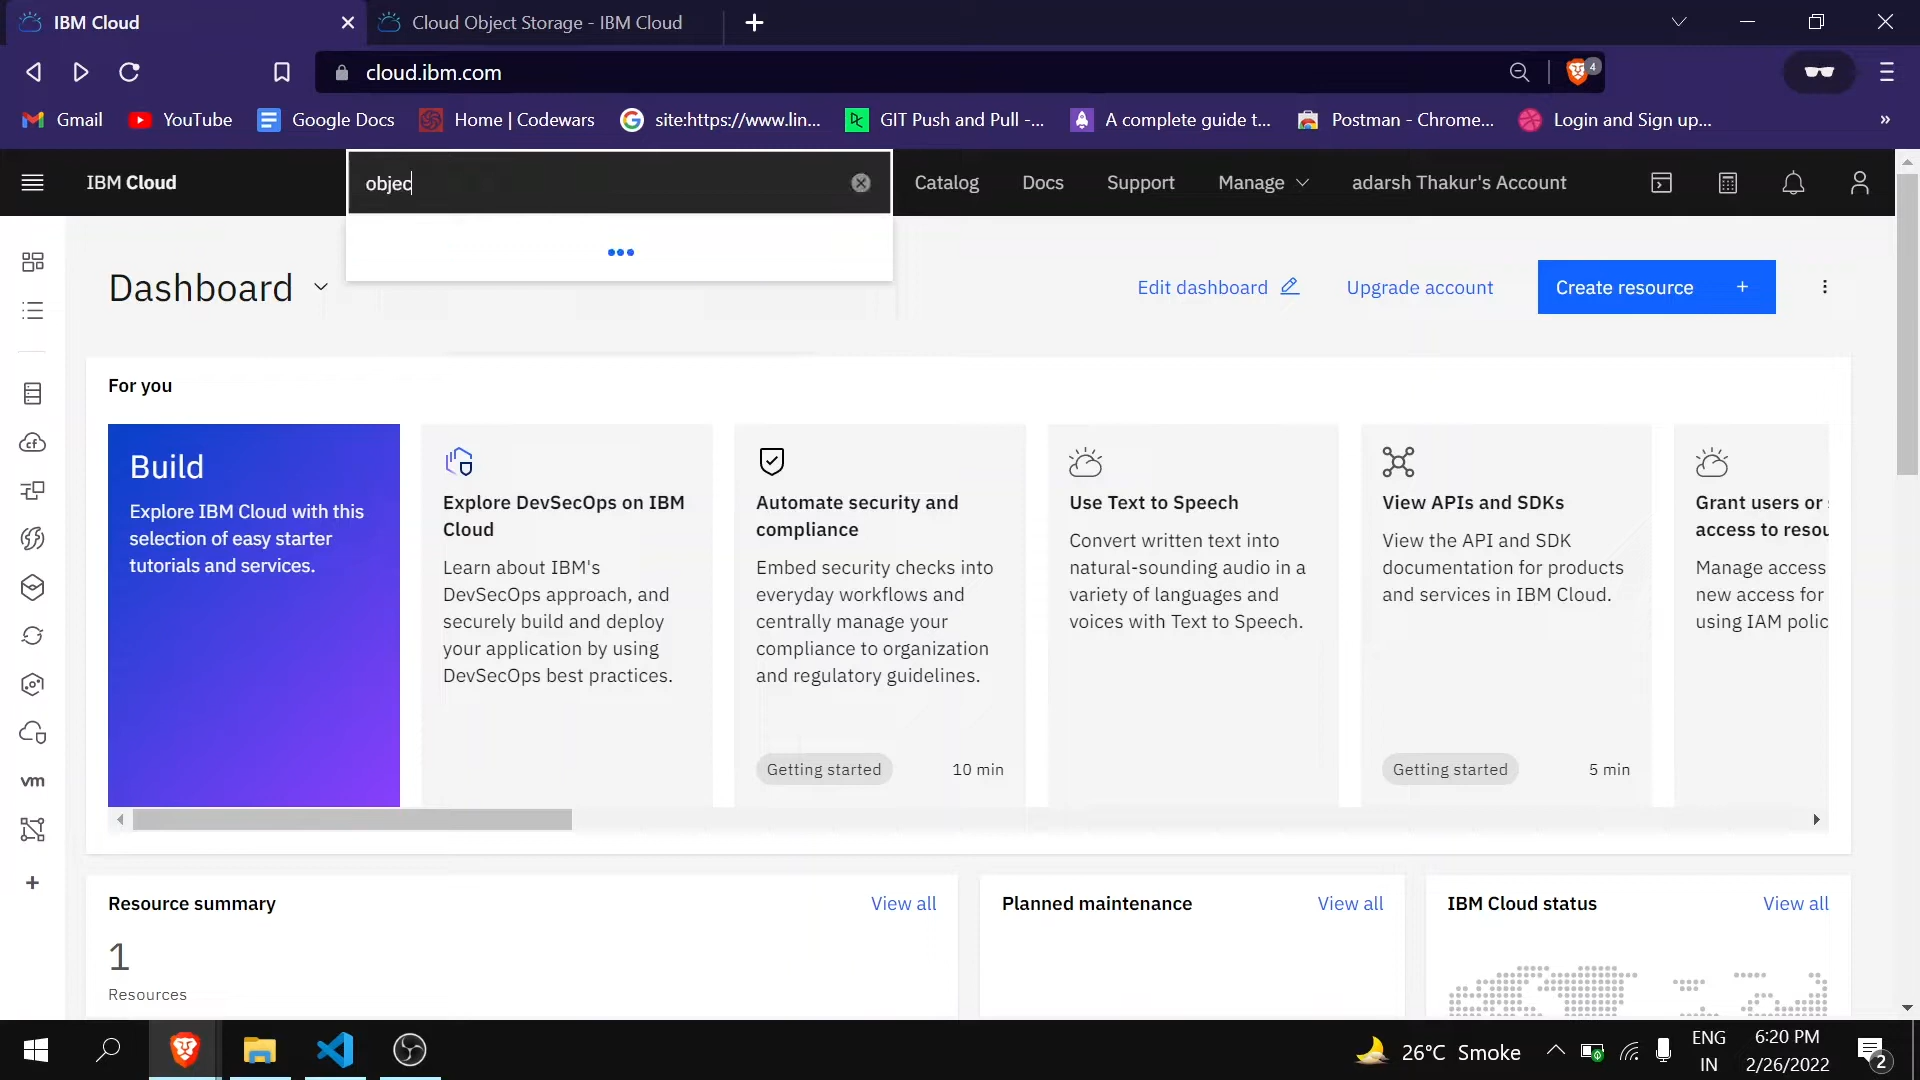 IBM Cloud
Cloud Object Storage - IBM Cloud
cloud.ibm.com
4
Gmail
YouTube
Google Docs
Home | Codewars
site:https://www.lin...
GIT Push and Pull -...
A complete guide t...
Postman - Chrome...
Login and Sign up...
»
IBM Cloud
objec
Catalog
Docs
Support
Manage
adarsh Thakur's Account
Dashboard
Edit dashboard
Upgrade account
Create resource +
For you
Build
Explore IBM Cloud with this
selection of easy starter
tutorials and services.
Explore DevSecOps on IBM
Cloud
Learn about IBM's
DevSecOps approach, and
securely build and deploy
your application by using
DevSecOps best practices.
Automate security and
compliance
Embed security checks into
everyday workflows and
centrally manage your
compliance to organization
and regulatory guidelines.
Getting started
10 min
Use Text to Speech
Convert written text into
natural-sounding audio in a
variety of languages and
voices with Text to Speech.
View APIs and SDKs
View the API and SDK
documentation for products
and services in IBM Cloud.
Getting started
5 min
Grant users or
access to resou
Manage access
new access for
using IAM polic
cf
vm
Resource summary
View all
1
Resources
Planned maintenance
View all
IBM Cloud status
View all
26°C Smoke
ENG
IN
6:20 PM
2/26/2022
2